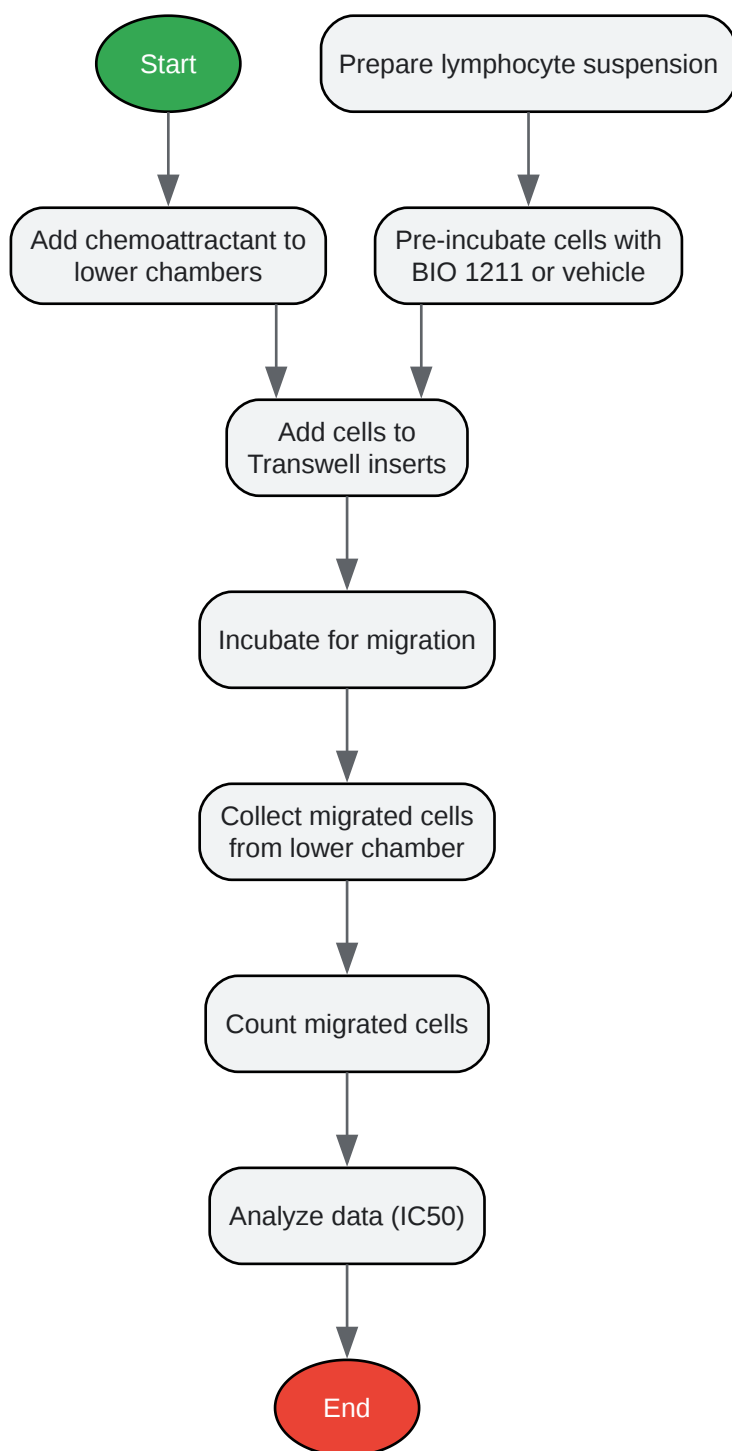 Start
Prepare lymphocyte suspension
Add chemoattractant to
lower chambers
Pre-incubate cells with
BIO 1211 or vehicle
Add cells to
Transwell inserts
Incubate for migration
Collect migrated cells
from lower chamber
Count migrated cells
Analyze data (IC50)
End